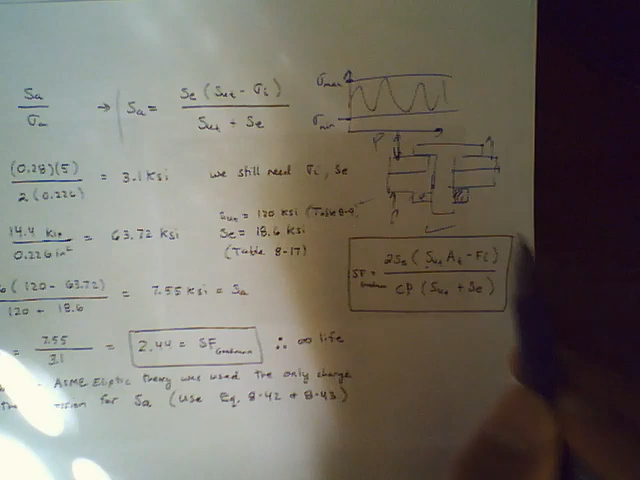 Sa
σa
→ Sa = Se (Sut - σi)
Sut + Se
σmax
σmin
P
(0.28)(5)
2 (0.226)
= 3.1 ksi we still need σi, Se
14.4 kip
0.226 in²
= 63.72 ksi
Sut = 120 ksi (Table 8-9)
Se = 18.6 ksi
(Table 8-17)
SF = 2Se (Sut At - Fi)
CP (Sut + Se)
(120 - 63.72)
120 - 18.6
= 7.55 ksi = Sa
= 7.55
3.1
= 2.44 = SF Goodman ∴ ∞ life
ASME Elliptic theory was used the only change
for Sa (Use Eq. 8-42 & 8-43)